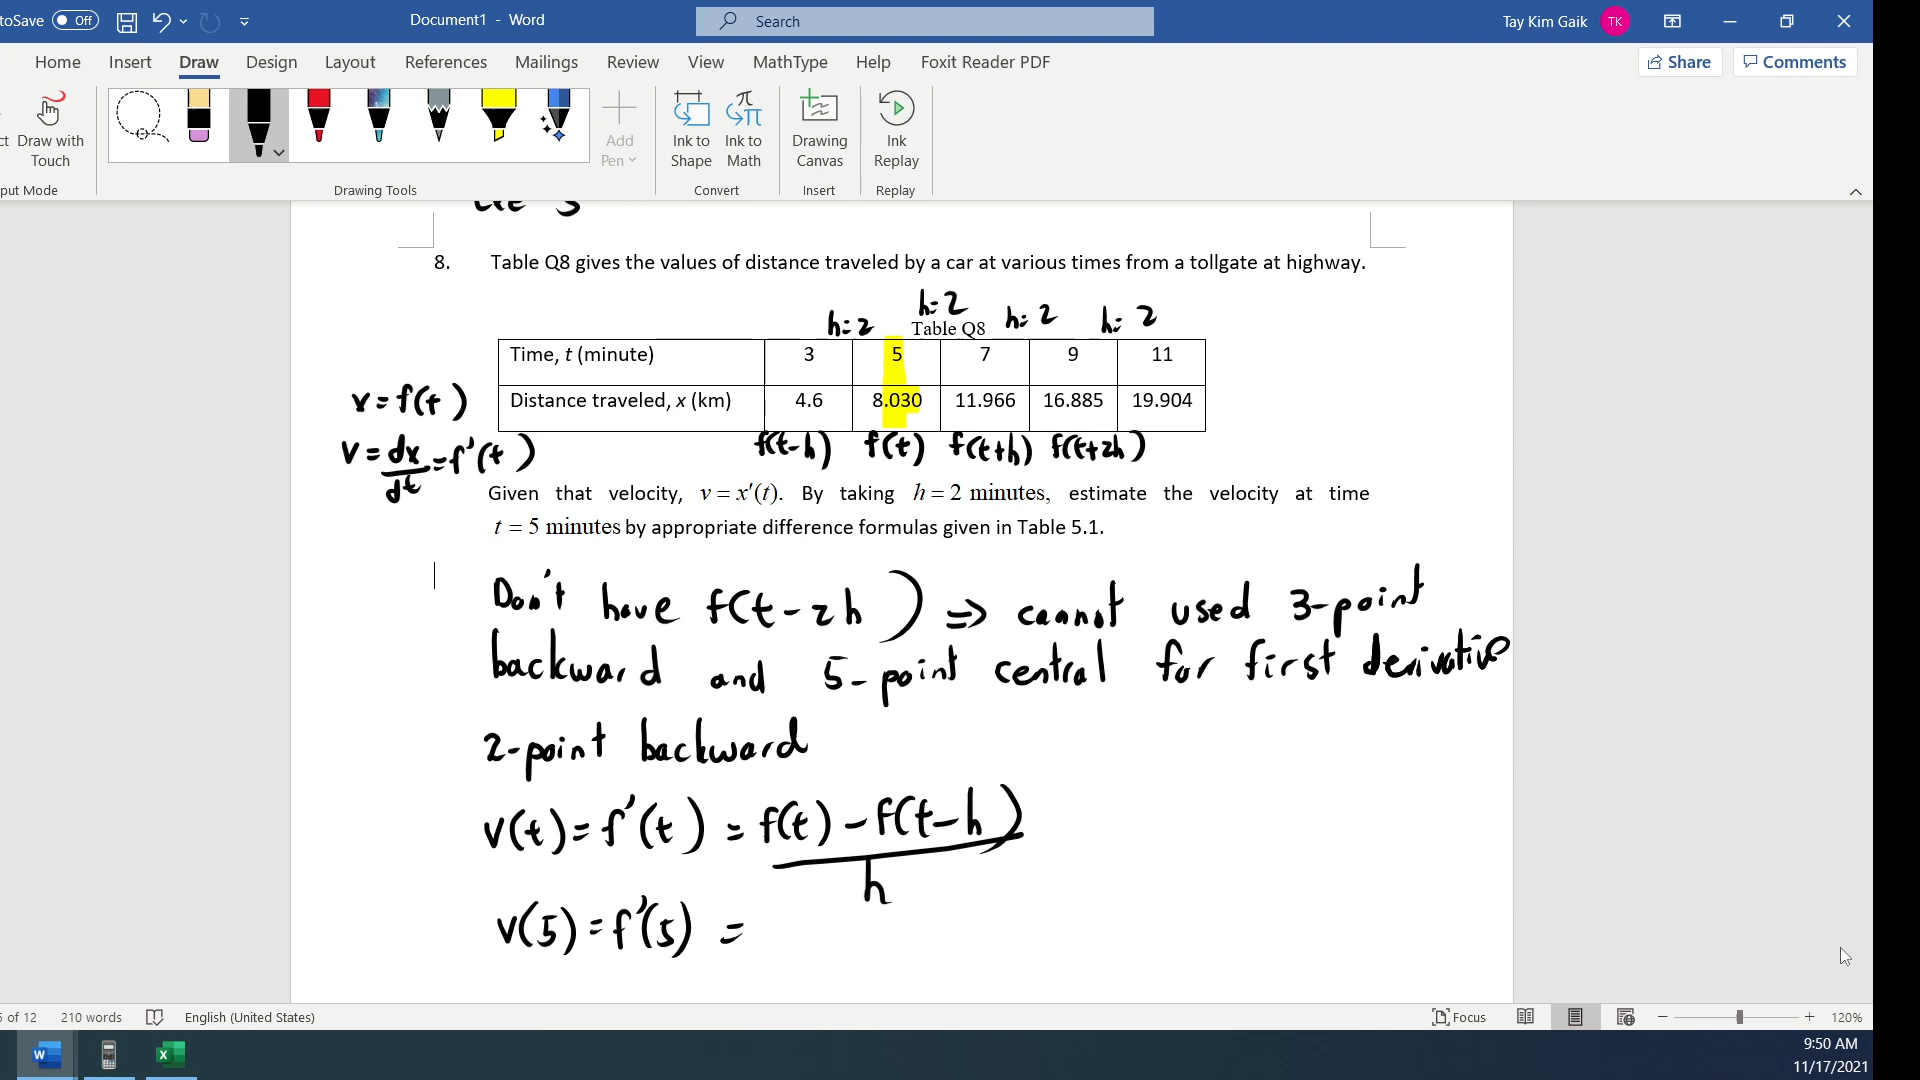 toSave Off Document1 - Word Search Tay Kim Gaik TK
Home Insert Draw Design Layout References Mailings Review View MathType Help Foxit Reader PDF Share Comments
ct Draw with Touch Add Pen Ink to Shape Ink to Math Drawing Canvas Ink Replay
put Mode Drawing Tools Convert Insert Replay
8. Table Q8 gives the values of distance traveled by a car at various times from a tollgate at highway.
h=2 h=2 h=2 h=2
Table Q8
Time, t (minute) 3 5 7 9 11
Distance traveled, x (km) 4.6 8.030 11.966 16.885 19.904
x=f(t)
f(t-h) f(t) f(t+h) f(t+2h)
v=dx/dt=f'(t)
Given that velocity, v = x′(t). By taking h = 2 minutes, estimate the velocity at time
t = 5 minutes by appropriate difference formulas given in Table 5.1.
Don't have f(t-2h) => cannot used 3-point
backward and 5-point central for first derivative
2-point backward
v(t)=f'(t) = f(t)-f(t-h)
h
v(5)=f'(5) =
5 of 12 210 words English (United States) Focus 120%
9:50 AM
11/17/2021